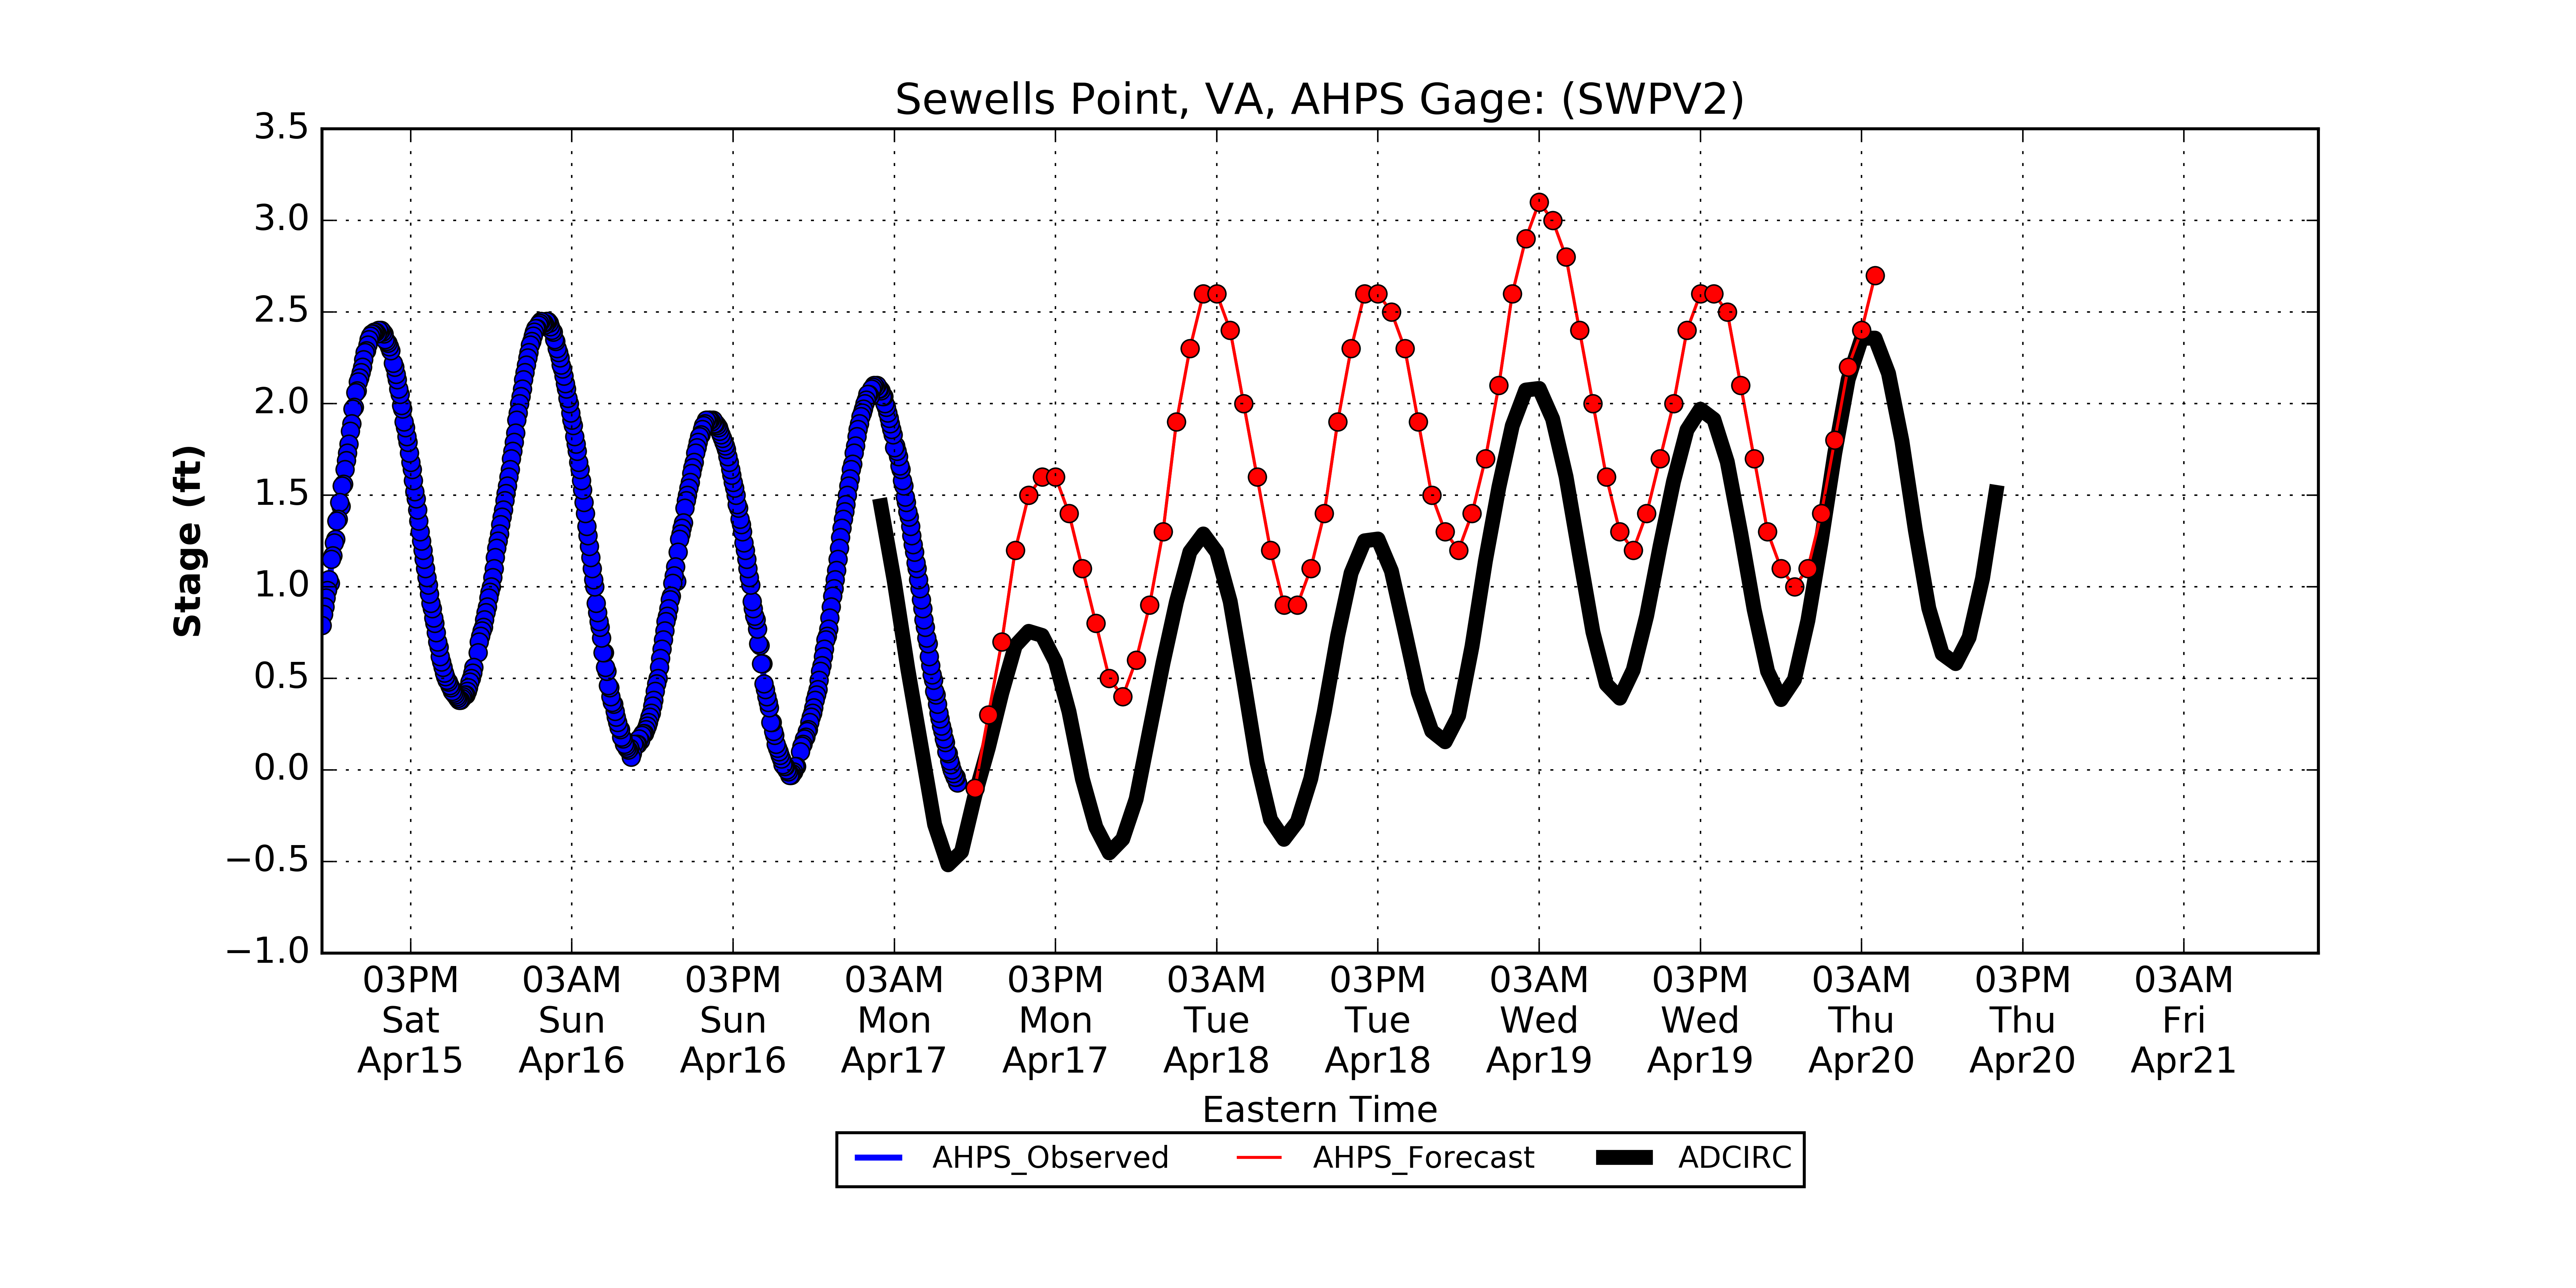 Sewells Point, VA, AHPS Gage: (SWPV2)
3.5
3.0
2.5
2.0
1.5
1.0
0.5
0.0
−0.5
−1.0
Stage (ft)
03PM 03AM 03PM 03AM 03PM 03AM 03PM 03AM 03PM 03AM 03PM 03AM
Sat Sun Sun Mon Mon Tue Tue Wed Wed Thu Thu Fri
Apr15 Apr16 Apr16 Apr17 Apr17 Apr18 Apr18 Apr19 Apr19 Apr20 Apr20 Apr21
Eastern Time
AHPS_Observed AHPS_Forecast ADCIRC